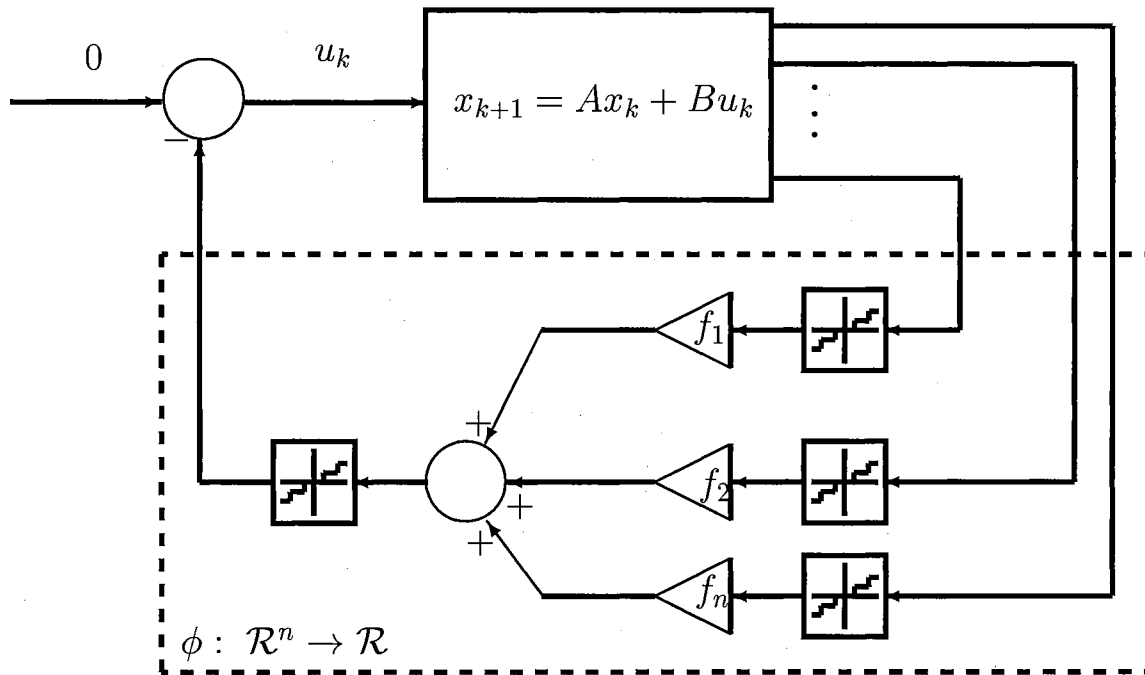 0
u_k
x_{k+1} = Ax_k + Bu_k
−
f_1
+
f_2
+
+
f_n
ϕ : ℛ^n → ℛ